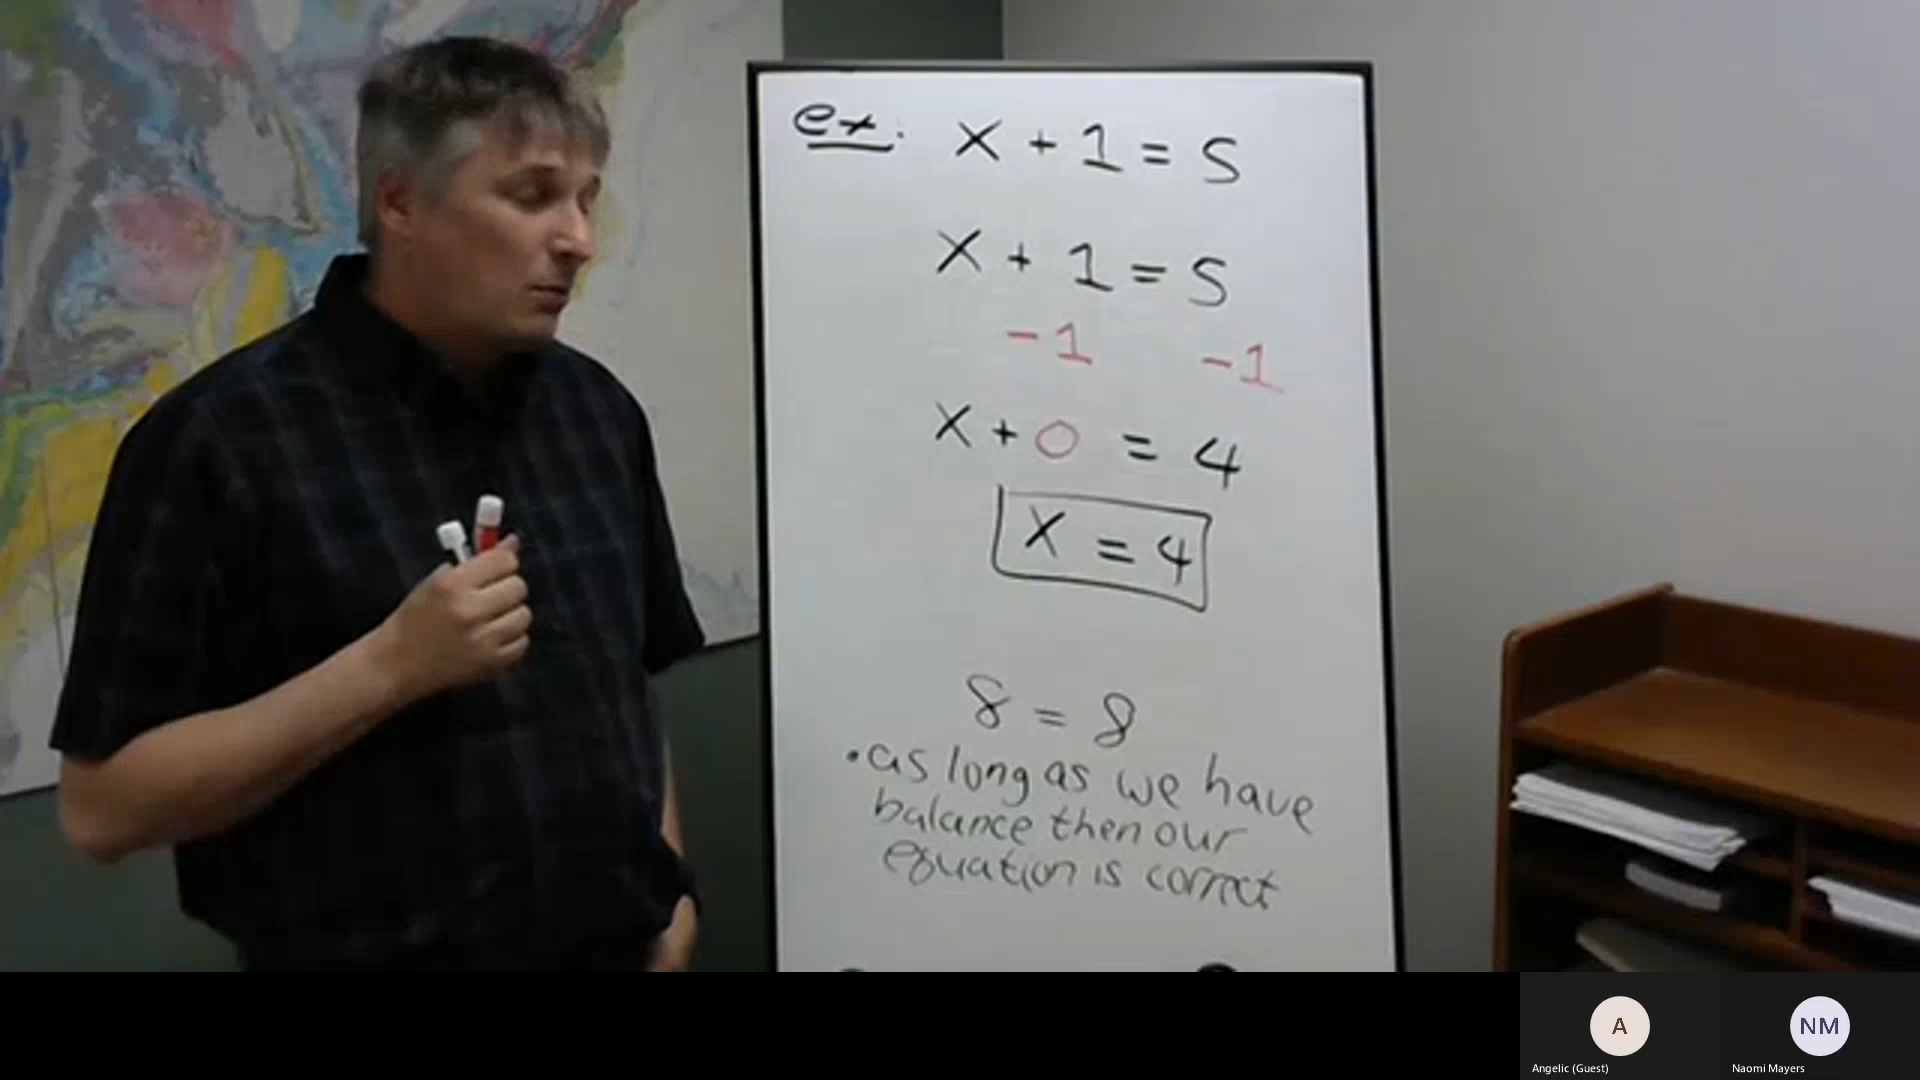 ex: X + 1 = 5
X + 1 = 5
-1 -1
X + 0 = 4
X = 4
8 = 8
• as long as we have
balance then our
equation is correct
A
NM
Angelic (Guest)
Naomi Mayers